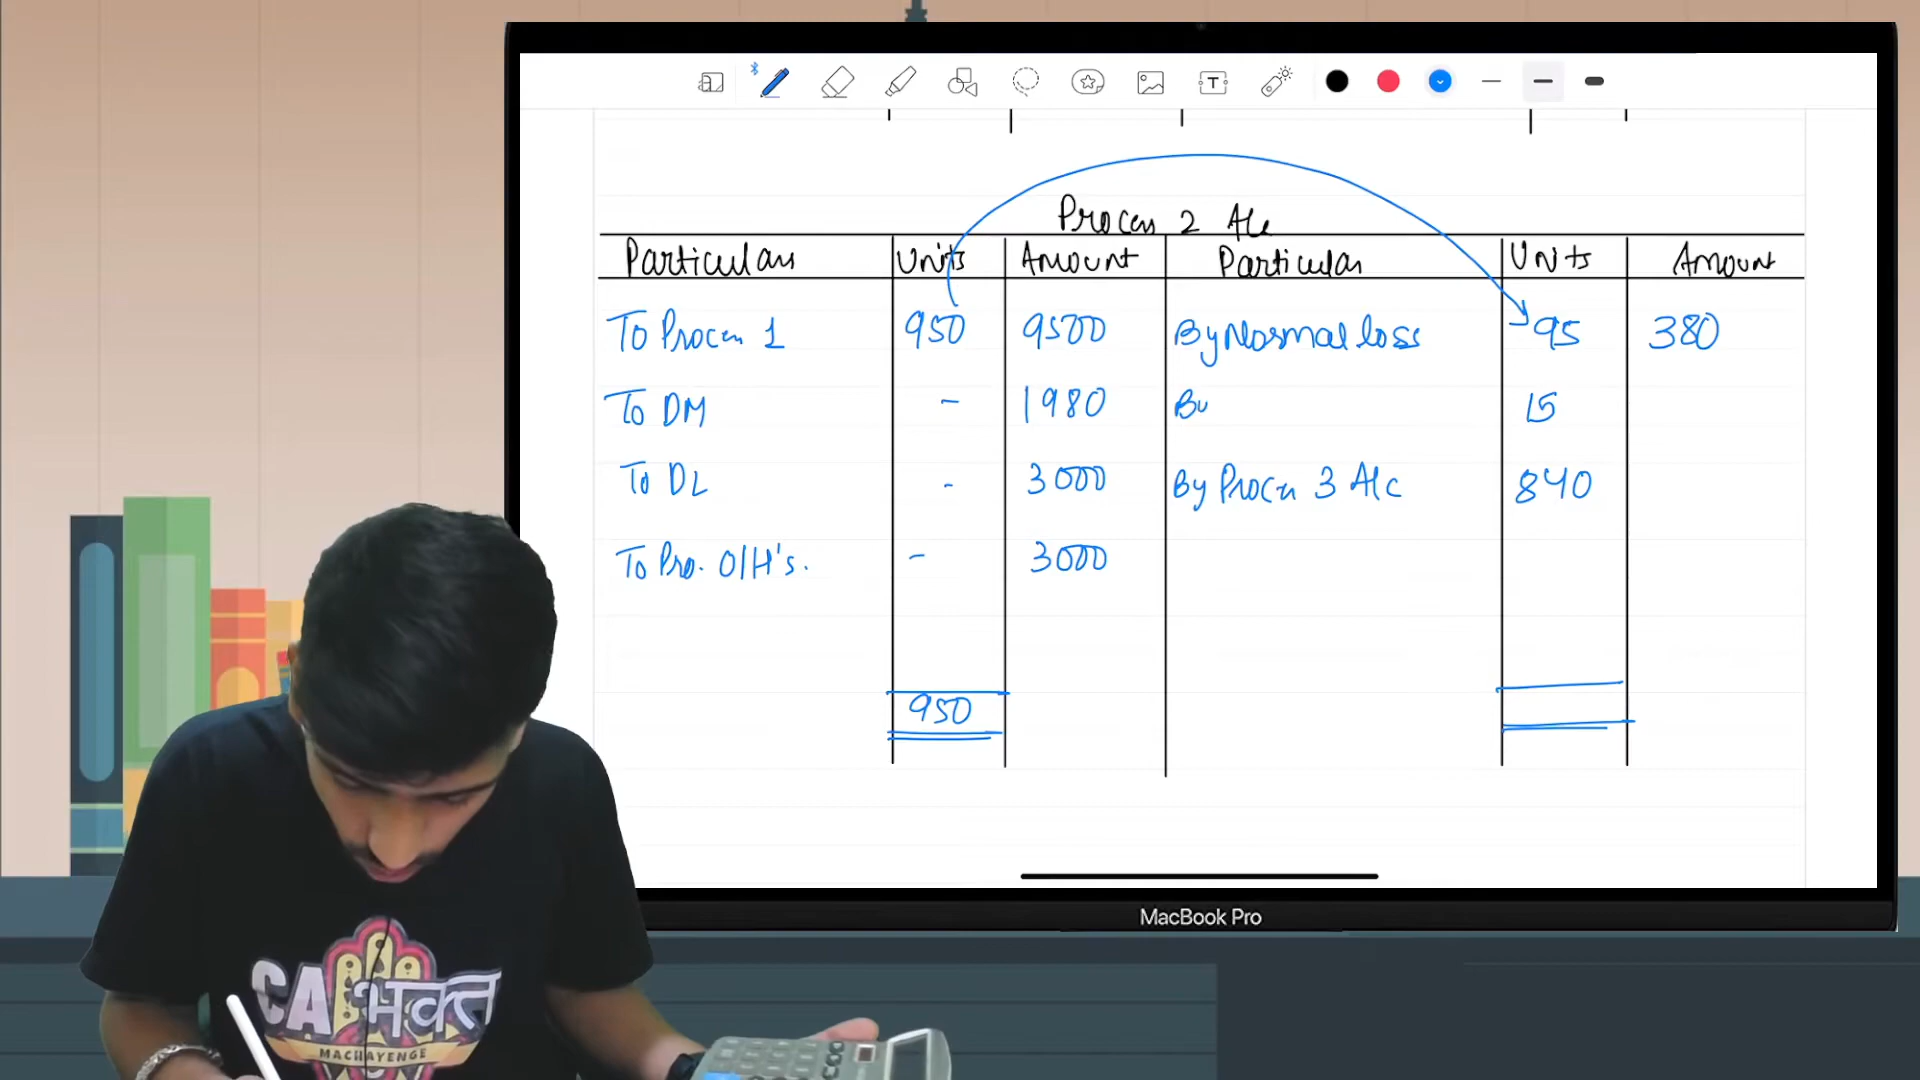 Process 2 A/c
Particulars Units Amount Particular Units Amount
To Process 1 950 9500 By Normal loss 95 380
To DM - 1980 By 15
To DL - 3000 By Process 3 A/c 840
To Pro. O/H's. - 3000
950
MacBook Pro
CA भक्त
MACHAYENGE